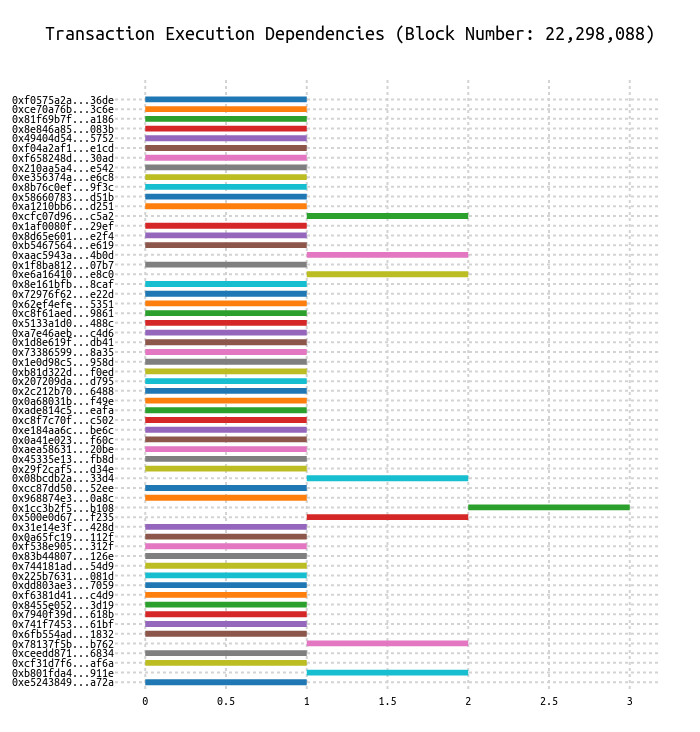 Transaction Execution Dependencies (Block Number: 22,298,088)
0xf0575a2a...36de
0xce70a76b...3c6e
0x81f69b7f...a186
0x8e846a85...083b
0x49404d54...5752
0xf04a2af1...e1cd
0xf658248d...30ad
0x210aa5a4...e542
0xe356374a...e6c8
0x8b76c0ef...9f3c
0x58660783...d51b
0xa1210bb6...d251
0xcfc07d96...c5a2
0x1af0080f...29ef
0x8d65e601...e2f4
0xb5467564...e619
0xaac5943a...4b0d
0x1f8ba812...07b7
0xe6a16410...e8c0
0x8e161bfb...8caf
0x72976f62...e22d
0x62ef4efe...5351
0xc8f61aed...9861
0x5133a1d0...488c
0xa7e46aeb...c4d6
0x1d8e619f...db41
0x73386599...8a35
0x1e0d98c5...958d
0xb81d322d...f0ed
0x207209da...d795
0x2c212b70...6488
0x0a68031b...f49e
0xade814c5...eafa
0xc8f7c70f...c502
0xe184aa6c...be6c
0x0a41e023...f60c
0xaea58631...20be
0x45335e13...fb8d
0x29f2caf5...d34e
0x08bcdb2a...33d4
0xcc87dd50...52ee
0x968874e3...0a8c
0x1cc3b2f5...b108
0x500e0d67...f235
0x31e14e3f...428d
0x0a65fc19...112f
0xf538e905...312f
0x83b44807...126e
0x744181ad...54d9
0x225b7631...081d
0xdd803ae3...7059
0xf6381d41...c4d9
0x8455e052...3d19
0x7940f39d...618b
0x741f7453...61bf
0x6fb554ad...1832
0x78137f5b...b762
0xceedd871...6834
0xcf31d7f6...af6a
0xb801fda4...911e
0xe5243849...a72a
0 0.5 1 1.5 2 2.5 3